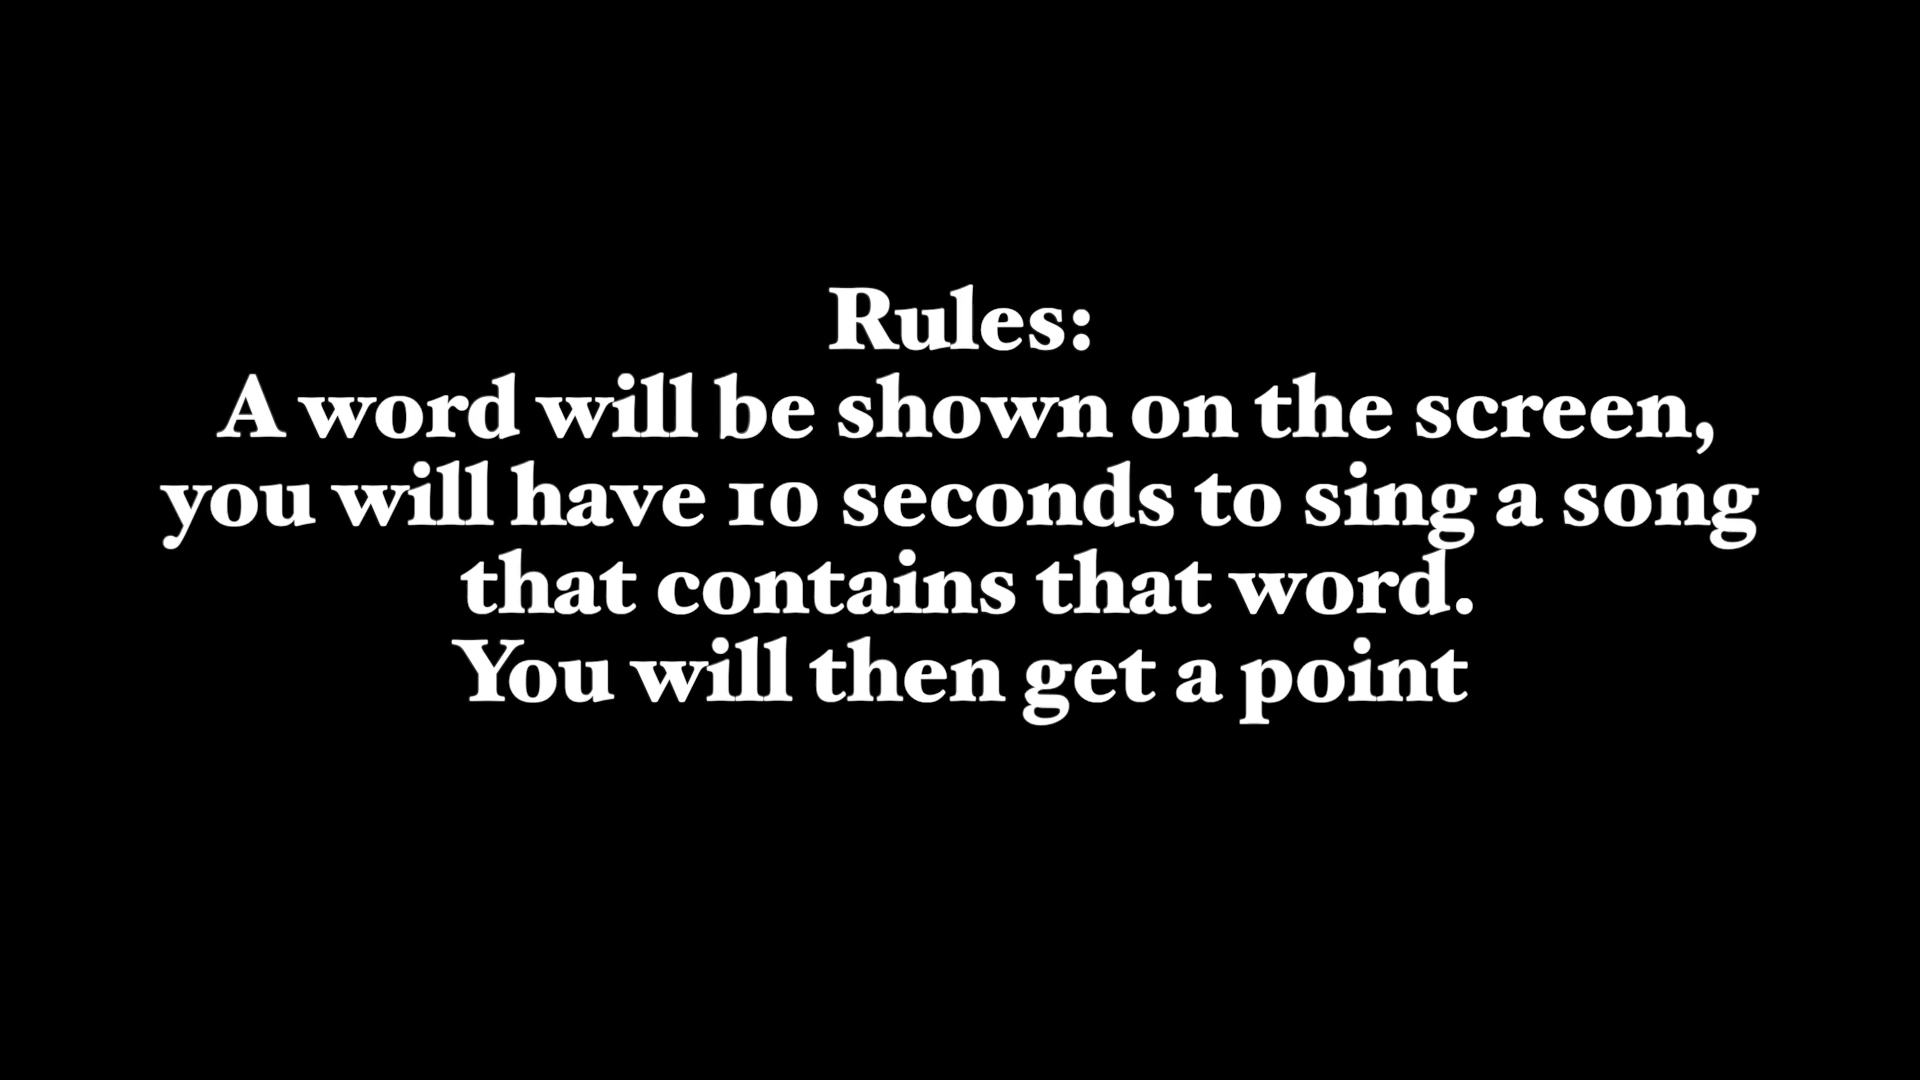 Rules:
A word will be shown on the screen,
you will have 10 seconds to sing a song
that contains that word.
You will then get a point